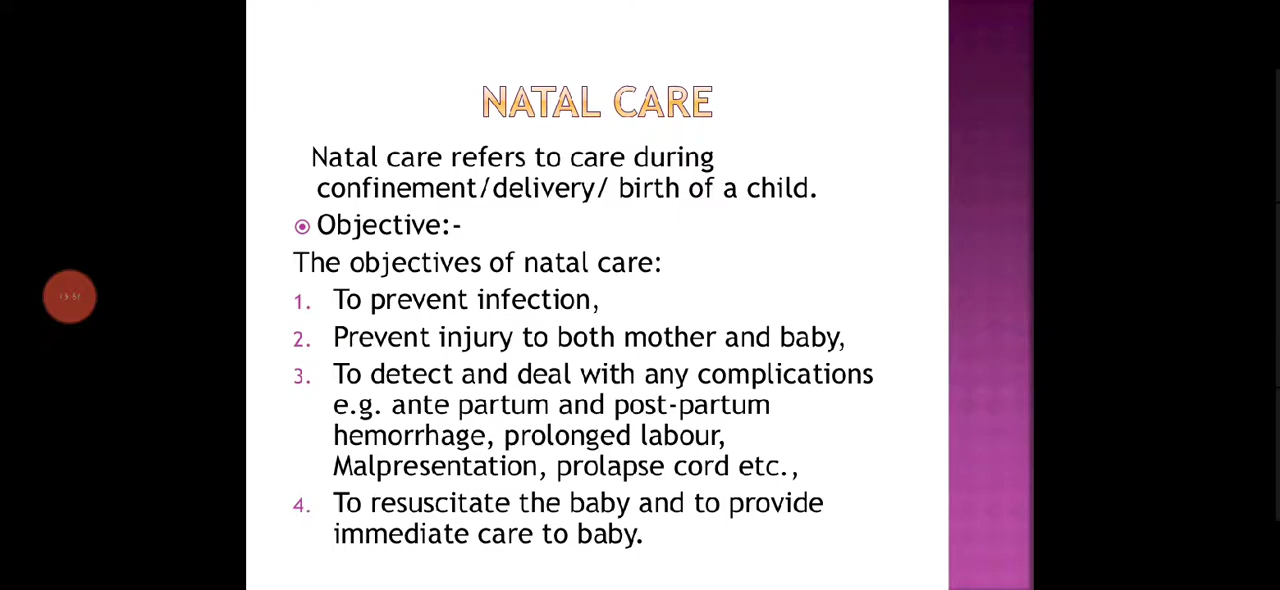 NATAL CARE
Natal care refers to care during
confinement/delivery/ birth of a child.
Objective:-
The objectives of natal care:
1. To prevent infection,
2. Prevent injury to both mother and baby,
3. To detect and deal with any complications
e.g. ante partum and post-partum
hemorrhage, prolonged labour,
Malpresentation, prolapse cord etc.,
4. To resuscitate the baby and to provide
immediate care to baby.